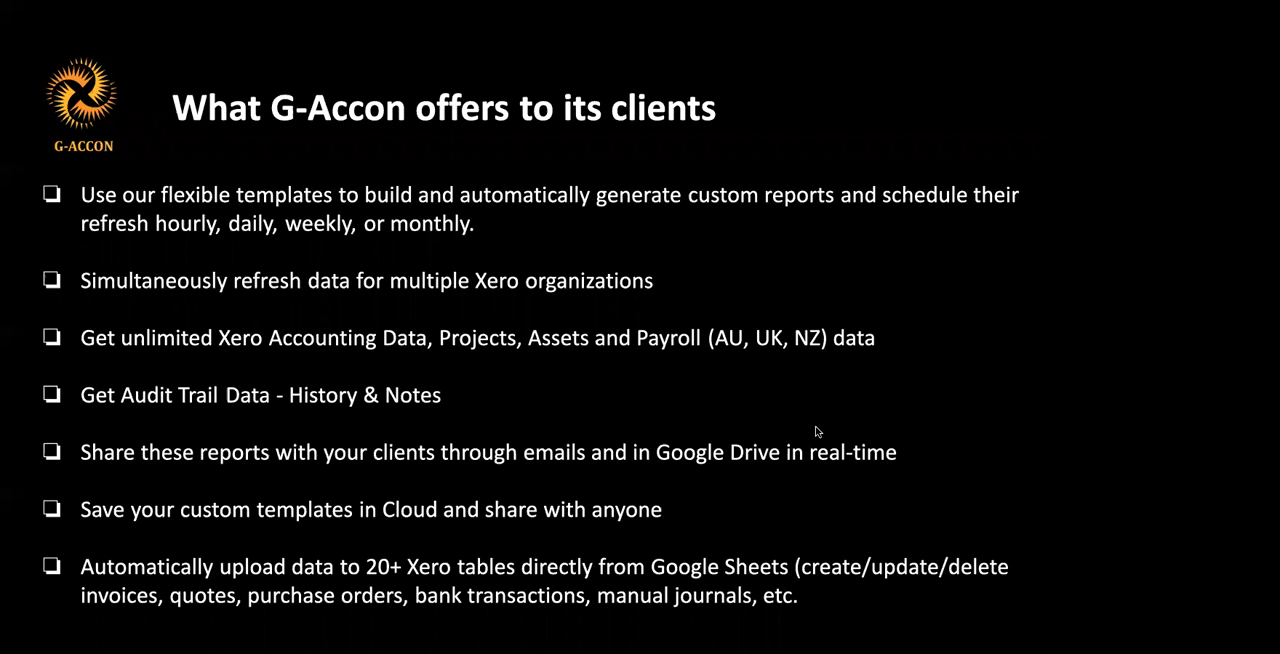 G-ACCON
What G-Accon offers to its clients
❏ Use our flexible templates to build and automatically generate custom reports and schedule their
refresh hourly, daily, weekly, or monthly.
❏ Simultaneously refresh data for multiple Xero organizations
❏ Get unlimited Xero Accounting Data, Projects, Assets and Payroll (AU, UK, NZ) data
❏ Get Audit Trail Data - History & Notes
❏ Share these reports with your clients through emails and in Google Drive in real-time
❏ Save your custom templates in Cloud and share with anyone
❏ Automatically upload data to 20+ Xero tables directly from Google Sheets (create/update/delete
invoices, quotes, purchase orders, bank transactions, manual journals, etc.